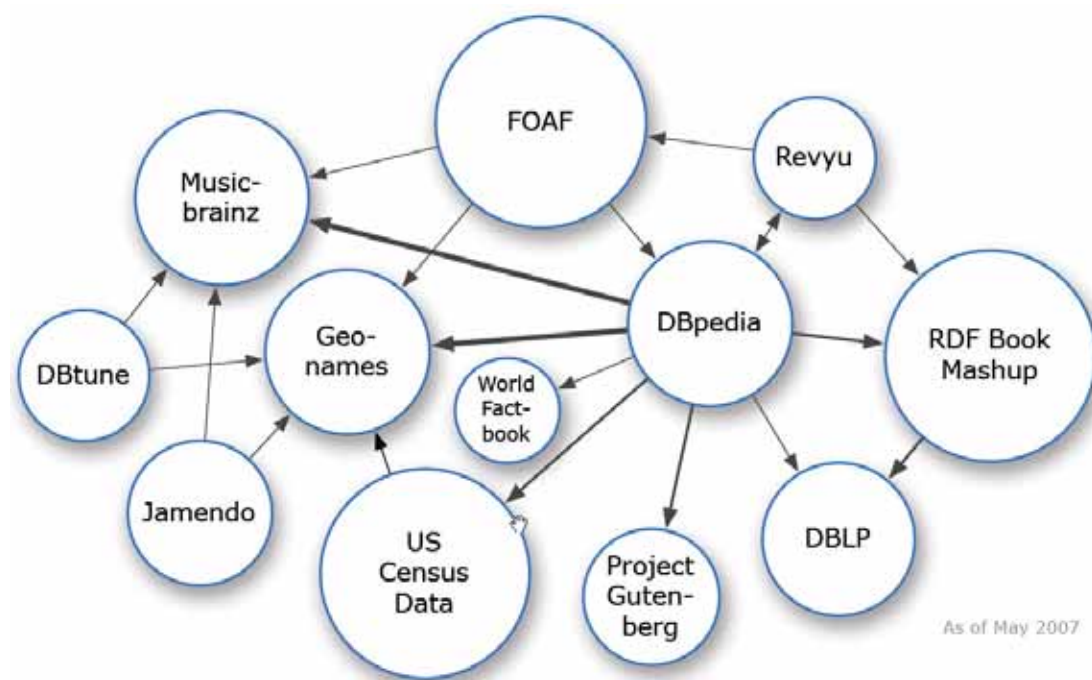 FOAF
Revyu
Music-
brainz
DBpedia
Geo-
names
RDF Book
Mashup
DBtune
World
Fact-
book
Jamendo
US
Census
Data
DBLP
Project
Guten-
berg
As of May 2007